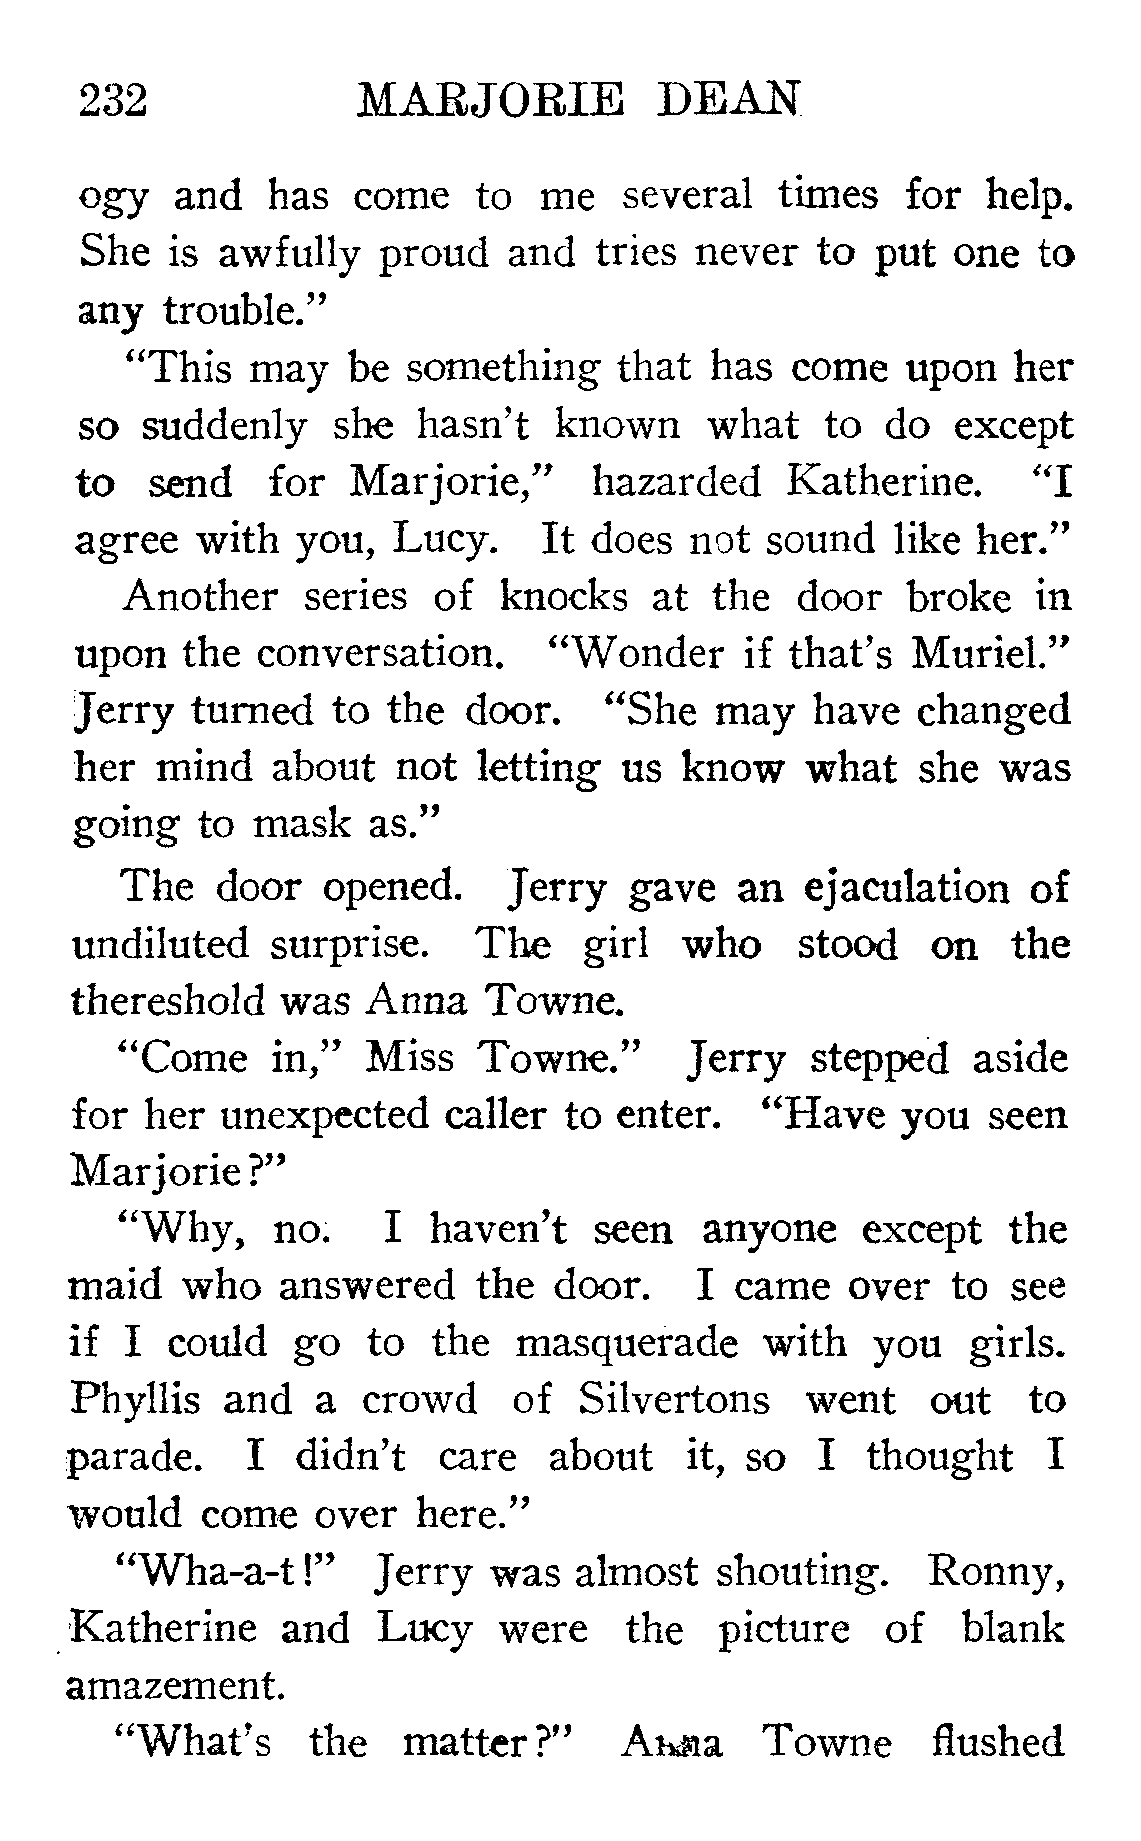 232 MARJORIE DEAN
ogy and has come to me several times for help.
She is awfully proud and tries never to put one to
any trouble.”
“This may be something that has come upon her
so suddenly she hasn’t known what to do except
to send for Marjorie,” hazarded Katherine. “I
agree with you, Lucy. It does not sound like her.”
Another series of knocks at the door broke in
upon the conversation. “Wonder if that’s Muriel.”
Jerry turned to the door. “She may have changed
her mind about not letting us know what she was
going to mask as.”
The door opened. Jerry gave an ejaculation of
undiluted surprise. The girl who stood on the
thereshold was Anna Towne.
“Come in,” Miss Towne.” Jerry stepped aside
for her unexpected caller to enter. “Have you seen
Marjorie?”
“Why, no. I haven’t seen anyone except the
maid who answered the door. I came over to see
if I could go to the masquerade with you girls.
Phyllis and a crowd of Silvertons went out to
parade. I didn’t care about it, so I thought I
would come over here.”
“Wha-a-t!” Jerry was almost shouting. Ronny,
Katherine and Lucy were the picture of blank
amazement.
“What’s the matter?” Anna Towne flushed